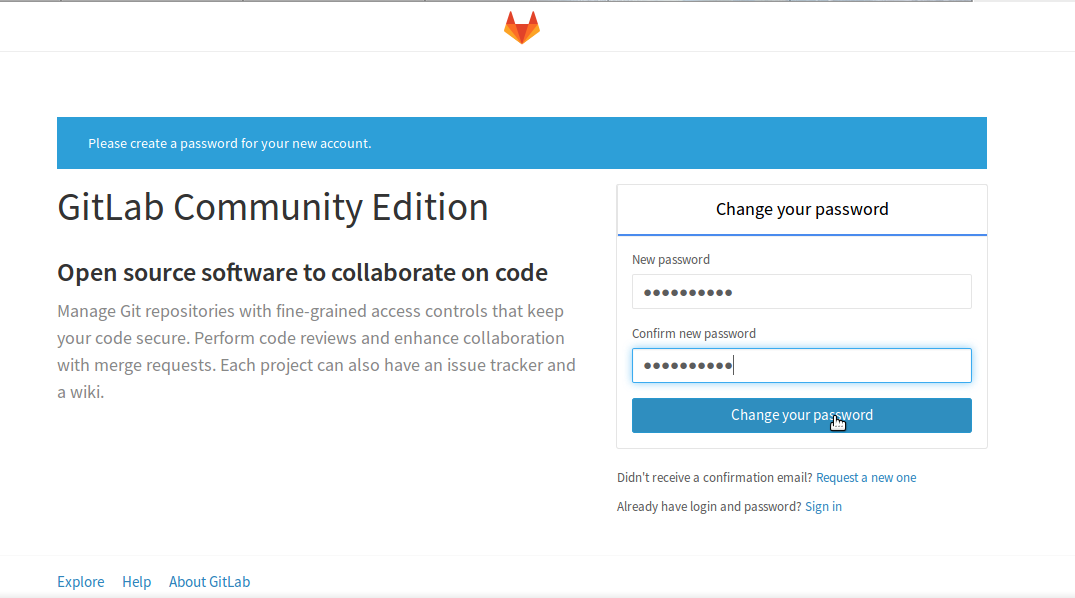 Please create a password for your new account.
GitLab Community Edition
Open source software to collaborate on code
Manage Git repositories with fine-grained access controls that keep
your code secure. Perform code reviews and enhance collaboration
with merge requests. Each project can also have an issue tracker and
a wiki.
Change your password
New password
●●●●●●●●●●
Confirm new password
●●●●●●●●●●
Change your password
Didn't receive a confirmation email? Request a new one
Already have login and password? Sign in
Explore Help About GitLab